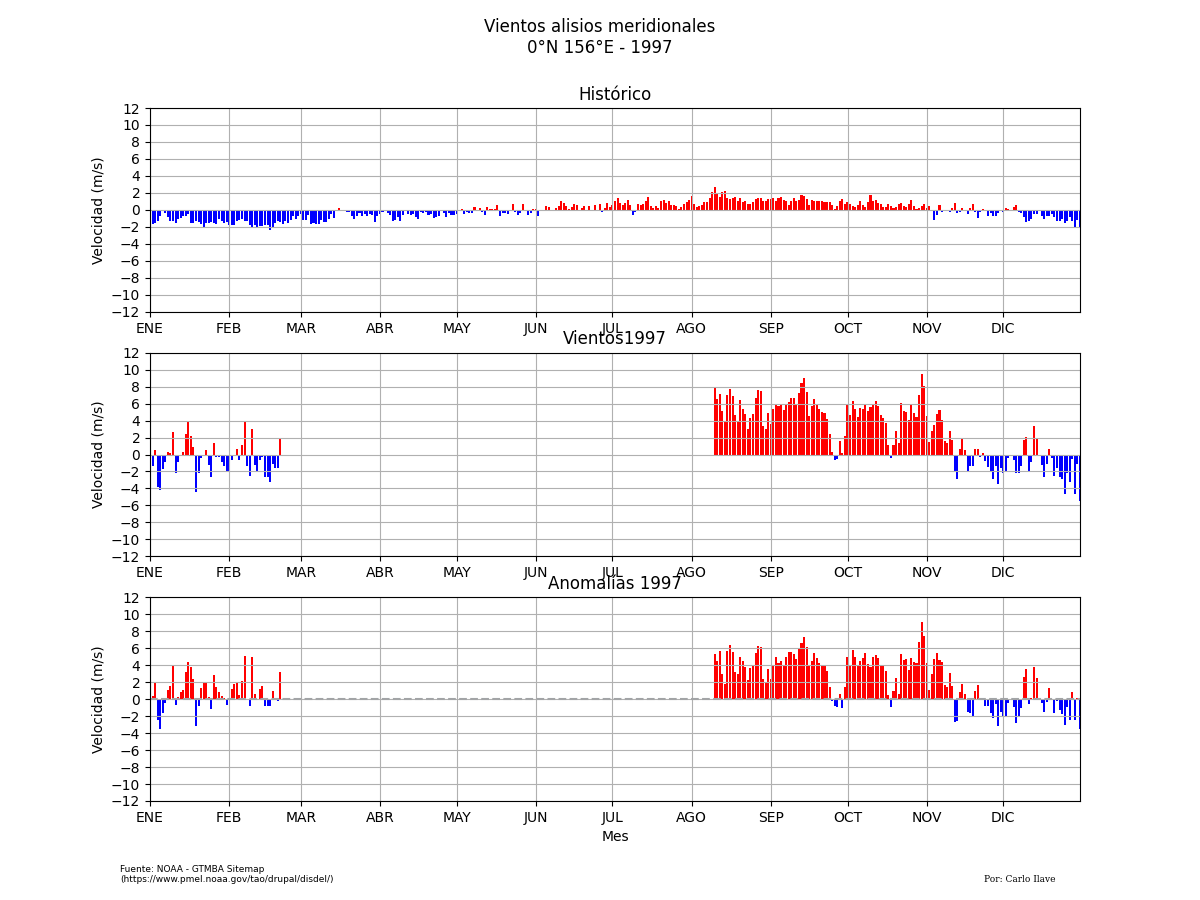 Vientos alisios meridionales
0°N 156°E - 1997
Histórico
12
10
8
6
4
2
0
−2
−4
−6
−8
−10
−12
Velocidad (m/s)
ENE FEB MAR ABR MAY JUN JUL AGO SEP OCT NOV DIC
Vientos1997
12
10
8
6
4
2
0
−2
−4
−6
−8
−10
−12
Velocidad (m/s)
ENE FEB MAR ABR MAY JUN JUL AGO SEP OCT NOV DIC
Anomalías 1997
12
10
8
6
4
2
0
−2
−4
−6
−8
−10
−12
Velocidad (m/s)
ENE FEB MAR ABR MAY JUN JUL AGO SEP OCT NOV DIC
Mes
Fuente: NOAA - GTMBA Sitemap
(https://www.pmel.noaa.gov/tao/drupal/disdel/)
Por: Carlo Ilave